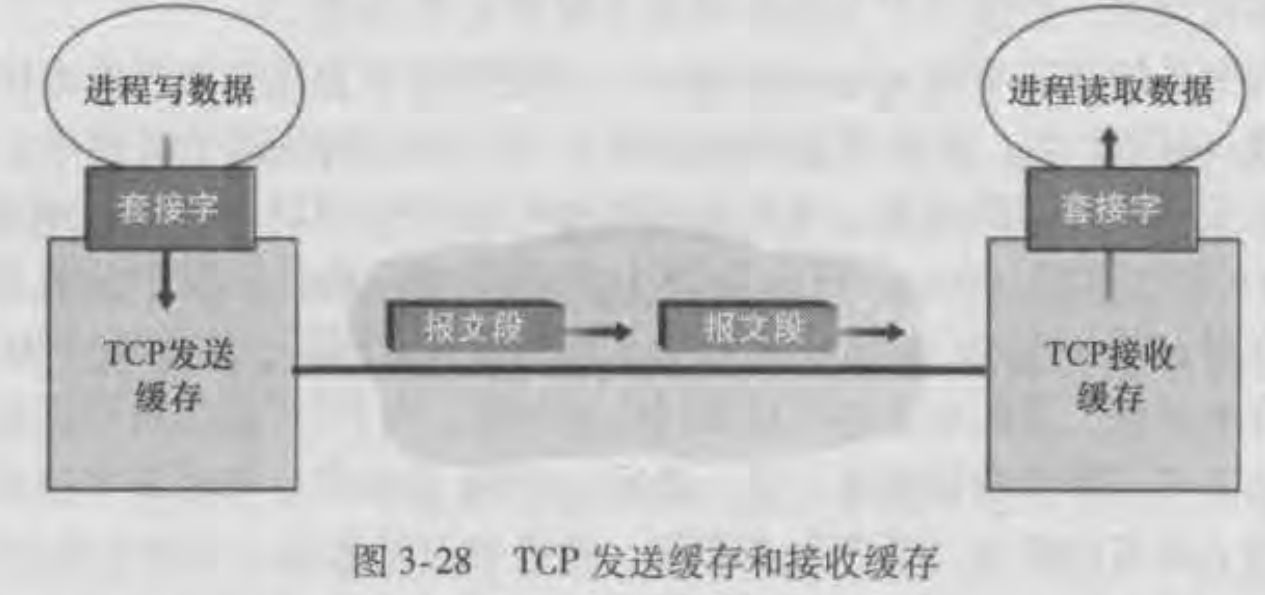 进程写数据
进程读取数据
套接字
套接字
报文段
报文段
TCP发送
缓存
TCP接收
缓存
图 3-28 TCP 发送缓存和接收缓存